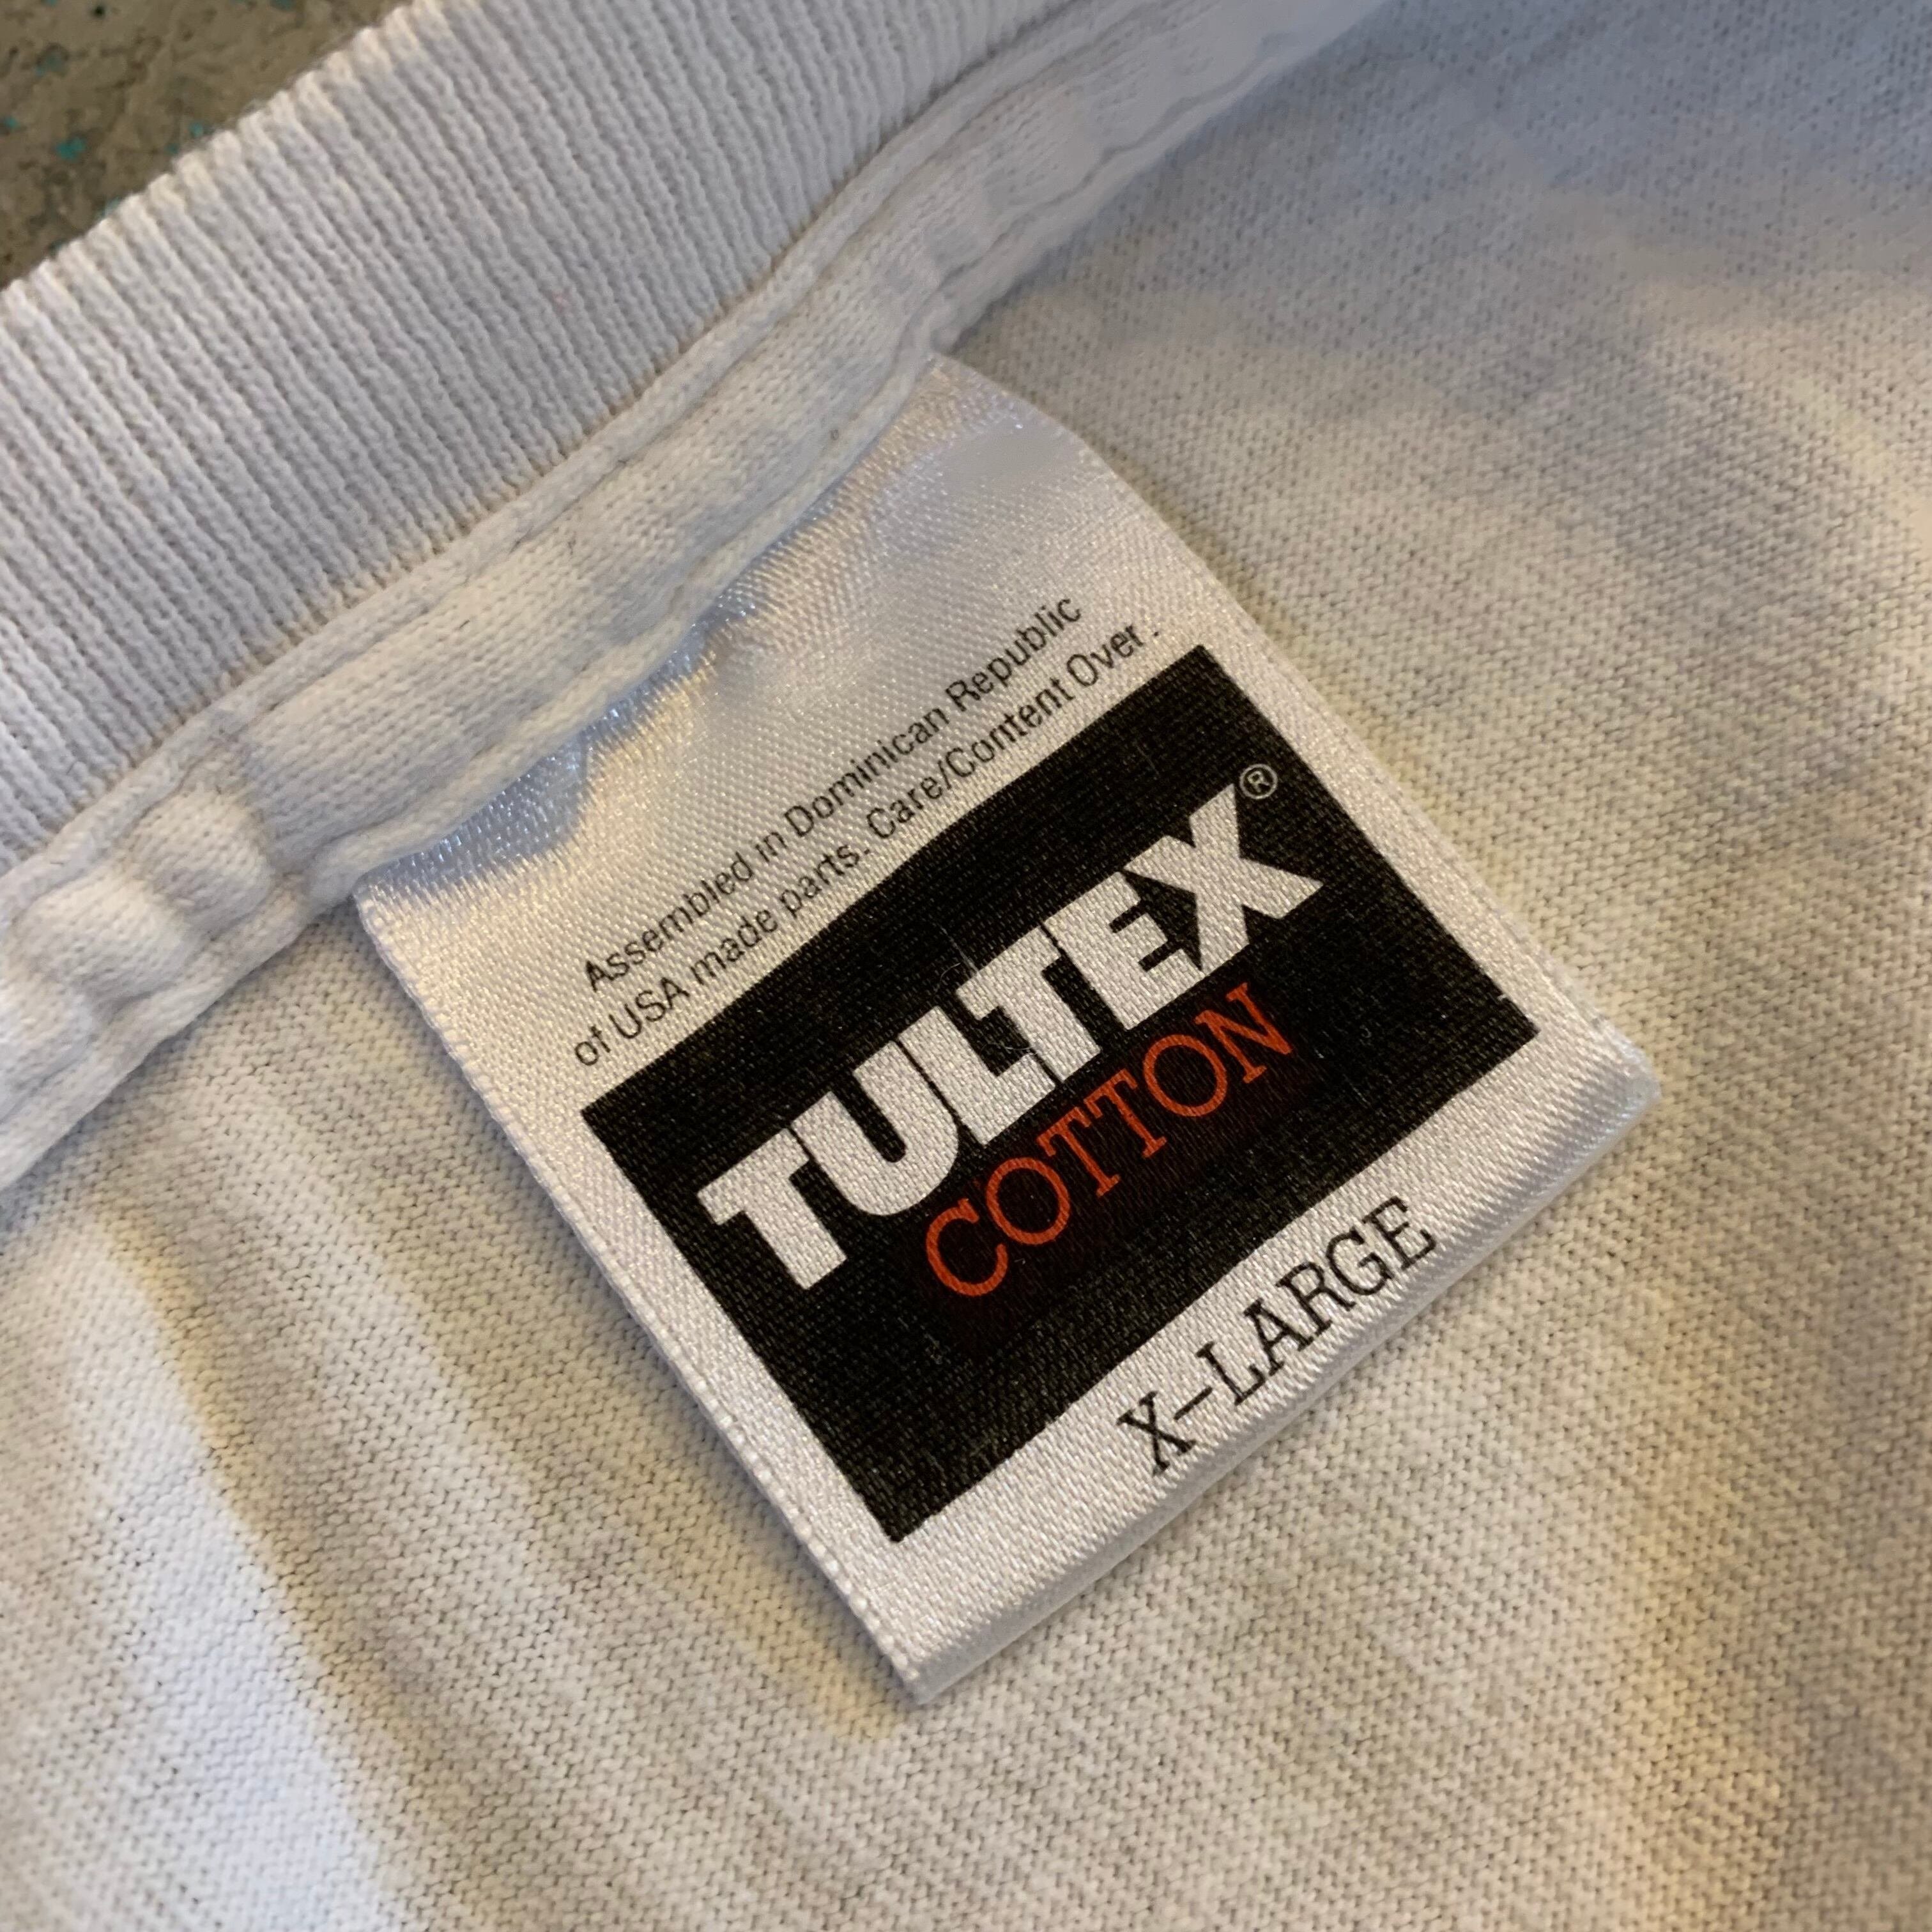 Assembled in Dominican Republic
of USA made parts. Care/Content Over.
TULTEX®
COTTON
X-LARGE